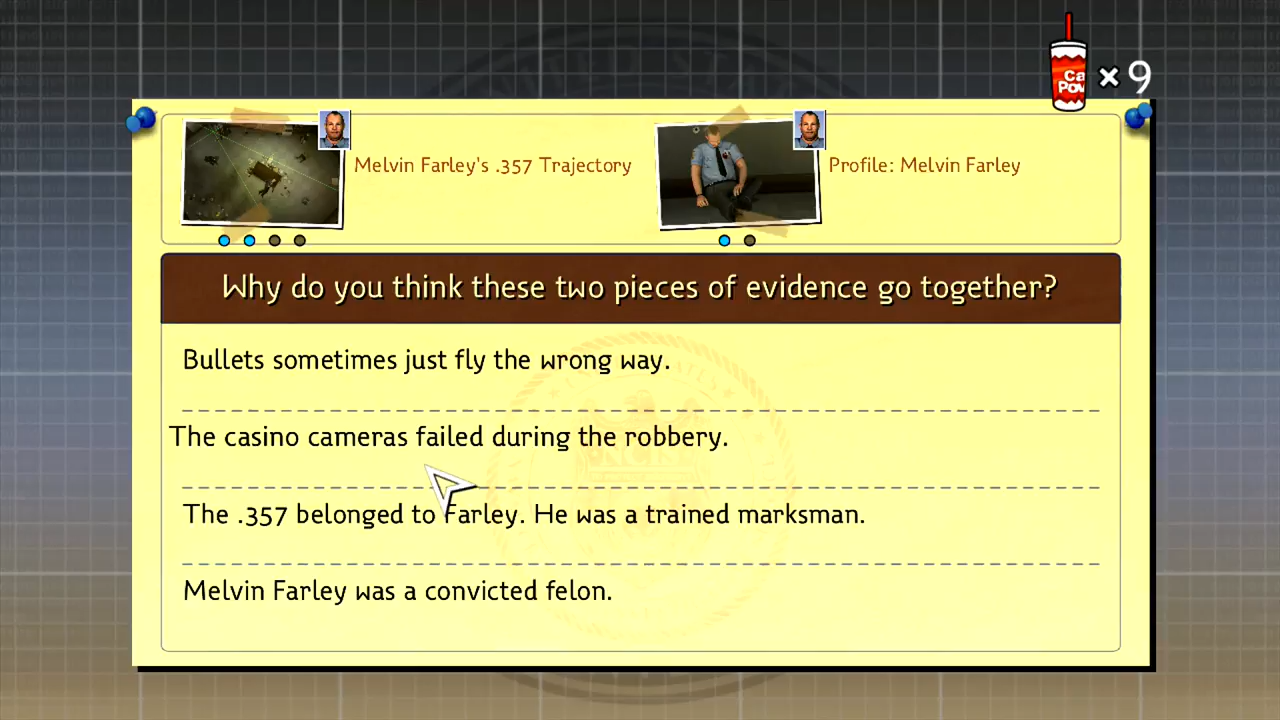 Ca
Pow
× 9
Melvin Farley's .357 Trajectory
Profile: Melvin Farley
Why do you think these two pieces of evidence go together?
Bullets sometimes just fly the wrong way.
The casino cameras failed during the robbery.
The .357 belonged to Farley. He was a trained marksman.
Melvin Farley was a convicted felon.